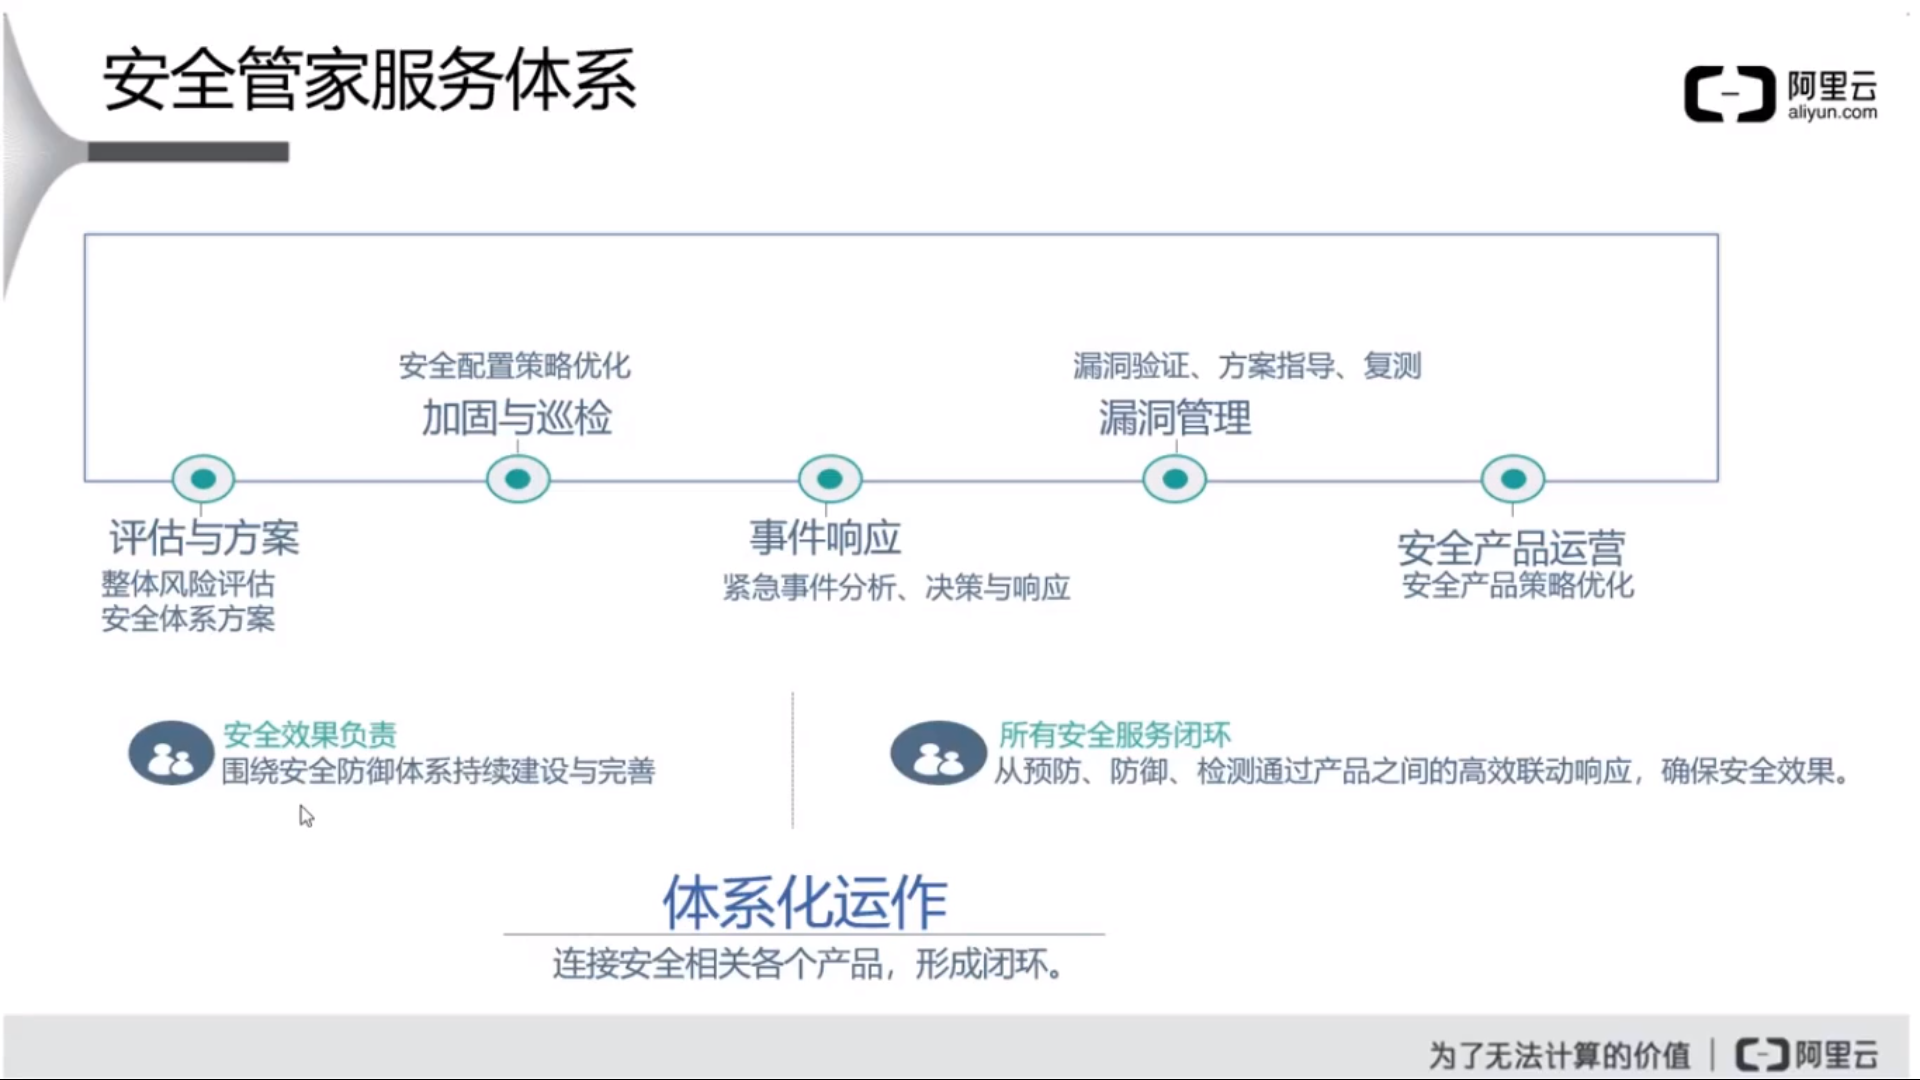 安全管家服务体系
阿里云
aliyun.com
安全配置策略优化
加固与巡检
漏洞验证、方案指导、复测
漏洞管理
评估与方案
整体风险评估
安全体系方案
事件响应
紧急事件分析、决策与响应
安全产品运营
安全产品策略优化
安全效果负责
围绕安全防御体系持续建设与完善
所有安全服务闭环
从预防、防御、检测通过产品之间的高效联动响应，确保安全效果。
体系化运作
连接安全相关各个产品，形成闭环。
为了无法计算的价值 | 阿里云